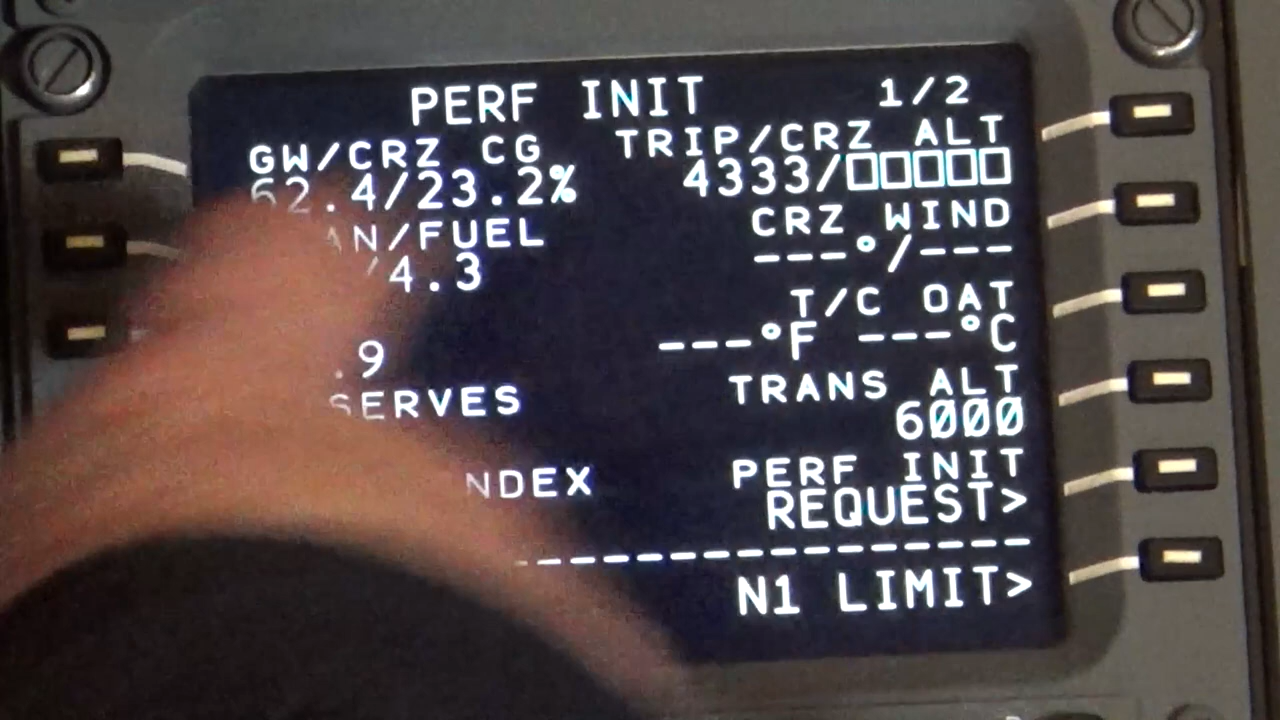 PERF INIT 1/2
GW/CRZ CG TRIP/CRZ ALT
62.4/23.2% 4333/□□□□□
AN/FUEL CRZ WIND
/4.3 ---°/---
T/C OAT
.9 ---°F ---°C
SERVES TRANS ALT
6000
NDEX PERF INIT
REQUEST>
----------------
N1 LIMIT>